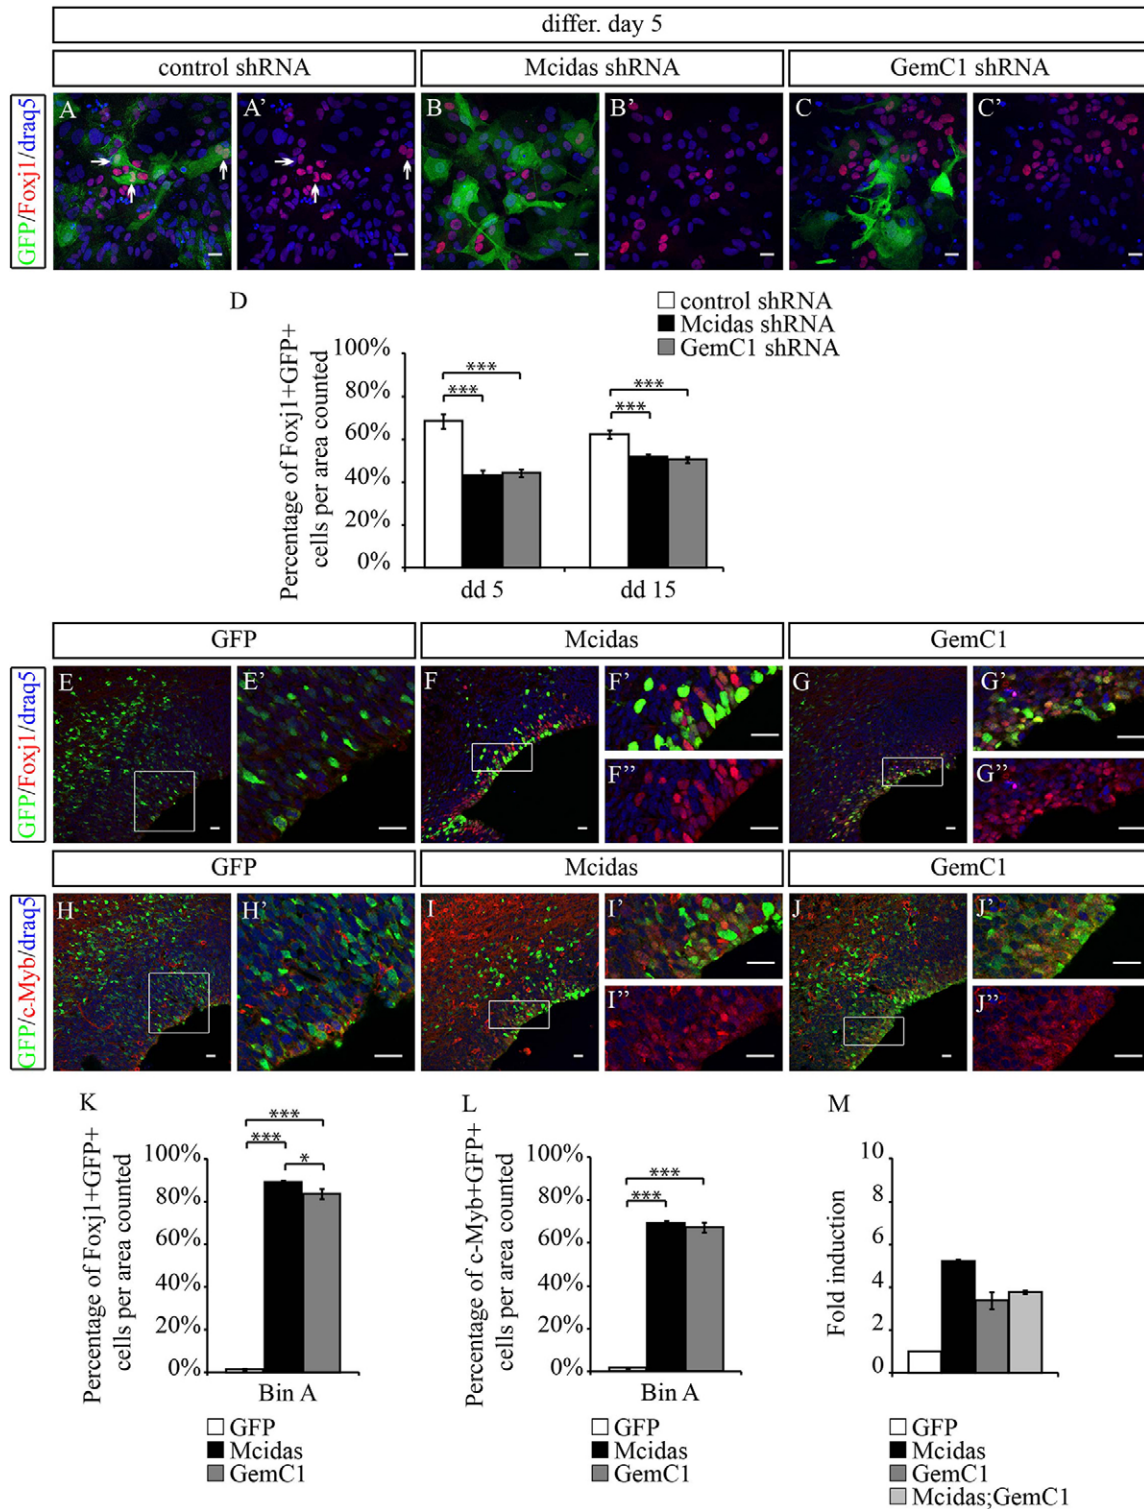 differ. day 5
control shRNA Mcidas shRNA GemC1 shRNA
GFP/Foxj1/draq5
A A’ B B’ C C’
D
control shRNA
Mcidas shRNA
GemC1 shRNA
Percentage of Foxj1+GFP+
cells per area counted
100%
80%
60%
40%
20%
0%
*** *** *** ***
dd 5 dd 15
GFP Mcidas GemC1
GFP/Foxj1/draq5
E E’ F F’ F’’ G G’ G’’
GFP Mcidas GemC1
GFP/c-Myb/draq5
H H’ I I’ I’’ J J’ J’’
K
Percentage of Foxj1+GFP+
cells per area counted
100%
80%
60%
40%
20%
0%
***
***
*
Bin A
GFP
Mcidas
GemC1
L
Percentage of c-Myb+GFP+
cells per area counted
100%
80%
60%
40%
20%
0%
***
***
Bin A
GFP
Mcidas
GemC1
M
Fold induction
10
8
6
4
2
0
GFP
Mcidas
GemC1
Mcidas;GemC1